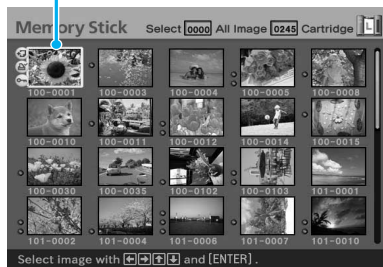 Memory Stick Select 0000 All Image 0245 Cartridge L
100-0001 100-0003 100-0004 100-0005 100-0008
100-0010 100-0011 100-0012 100-0014 100-0015
100-0030 100-0035 100-0102 100-0103 101-0001
101-0002 101-0004 101-0006 101-0007 101-0010
Select image with ←→↑↓ and [ENTER] .